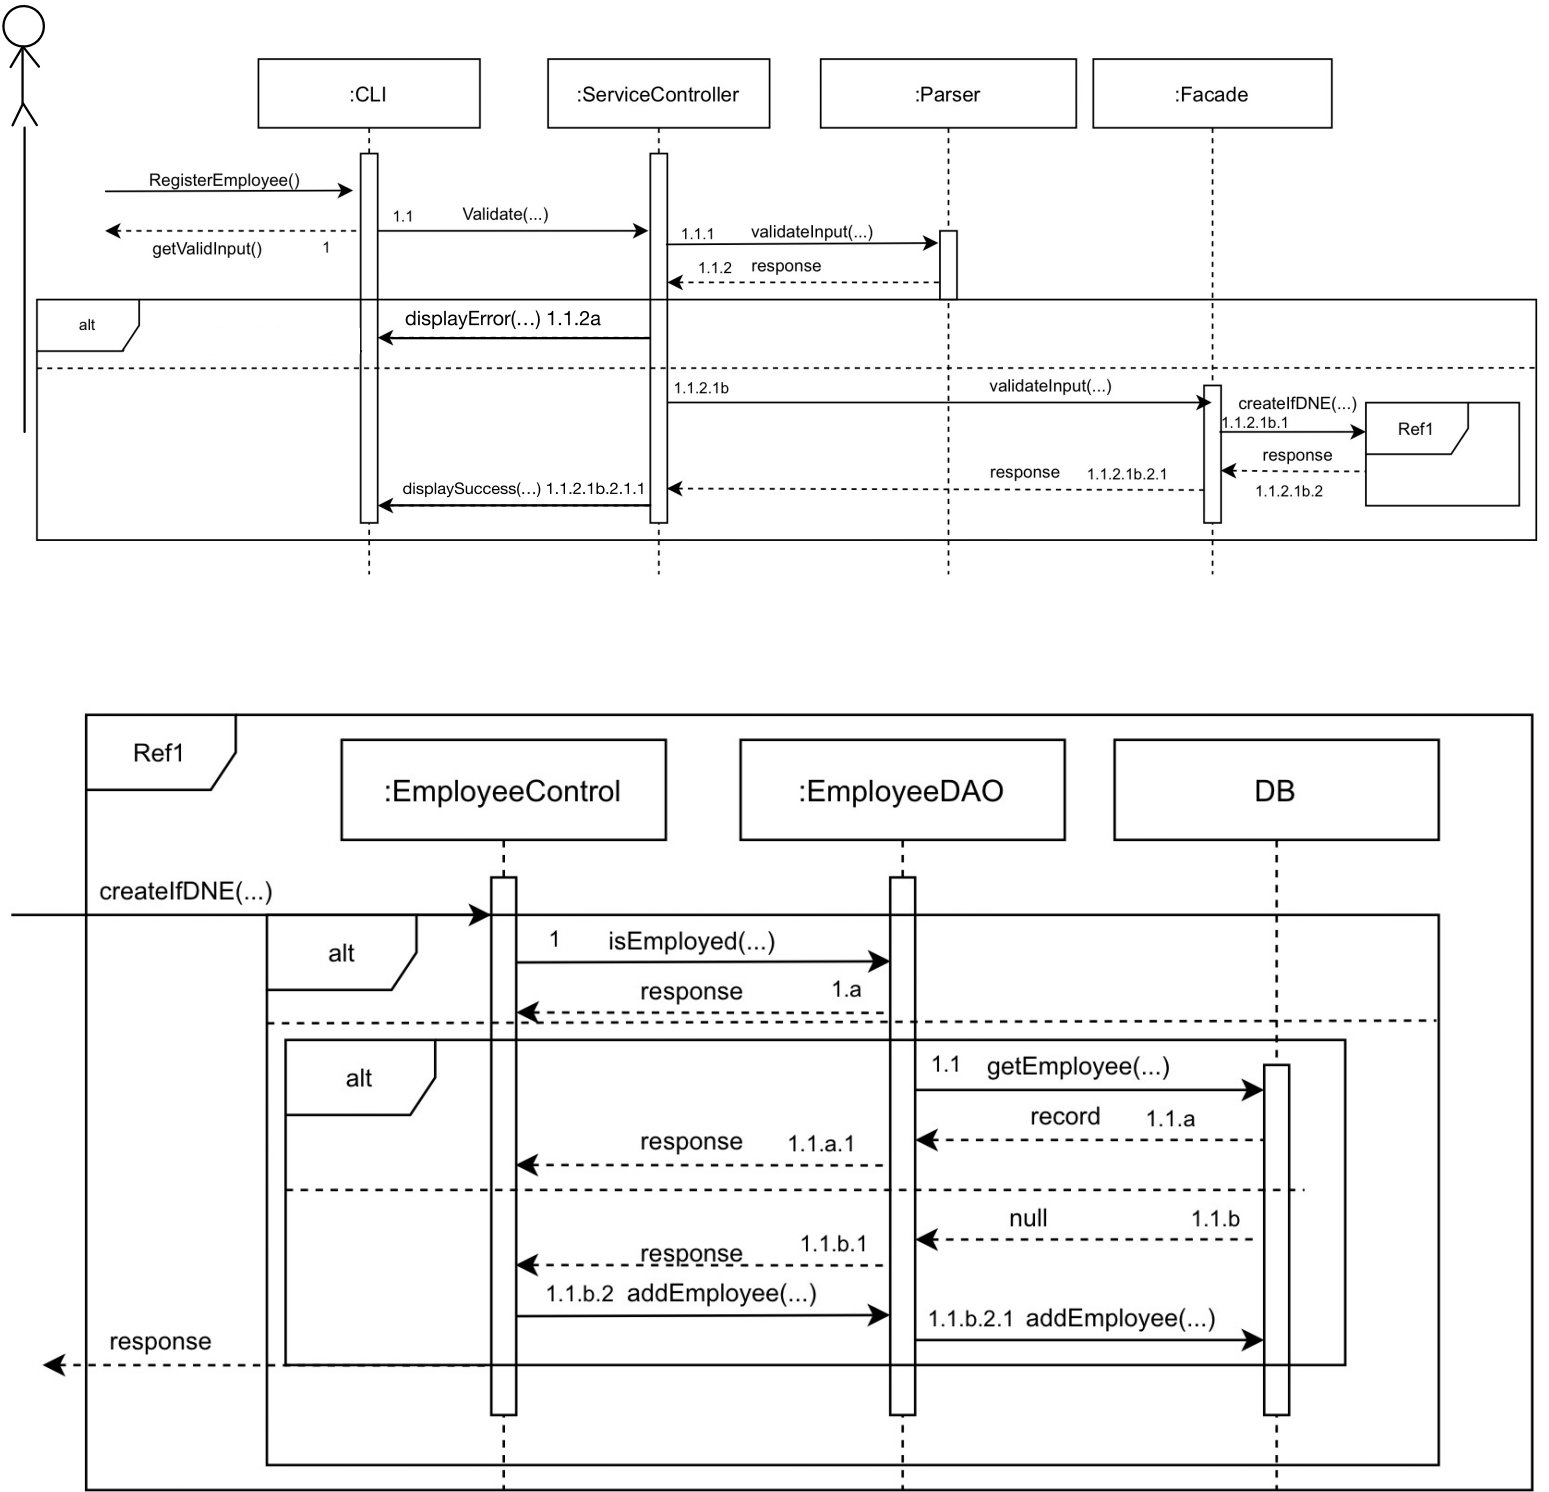 :CLI
:ServiceController
:Parser
:Facade
RegisterEmployee()
1.1 Validate(...)
1.1.1 validateInput(...)
getValidInput() 1
1.1.2 response
alt
displayError(...) 1.1.2a
1.1.2.1b validateInput(...)
createIfDNE(...)
1.1.2.1b.1
Ref1
response
response 1.1.2.1b.2.1
displaySuccess(...) 1.1.2.1b.2.1.1
1.1.2.1b.2
Ref1
:EmployeeControl
:EmployeeDAO
DB
createIfDNE(...)
alt
1 isEmployed(...)
response 1.a
alt
1.1 getEmployee(...)
record 1.1.a
response 1.1.a.1
null 1.1.b
response 1.1.b.1
1.1.b.2 addEmployee(...)
1.1.b.2.1 addEmployee(...)
response